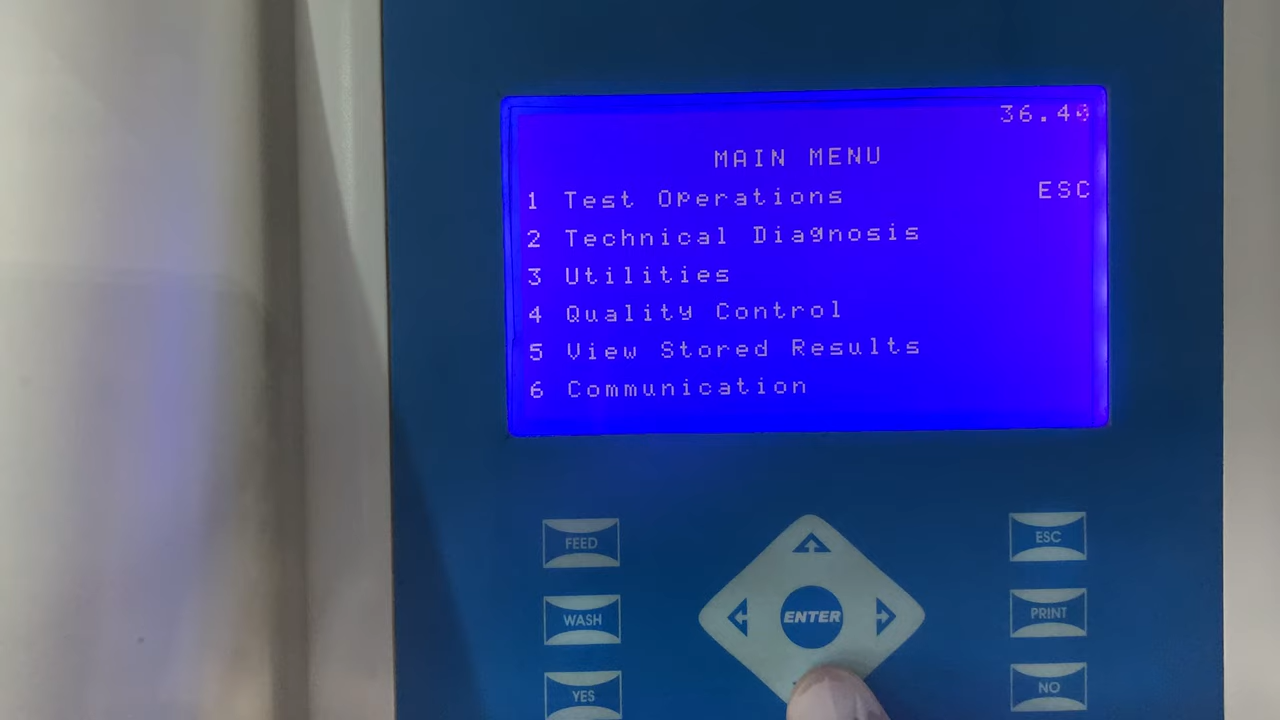 36.40
MAIN MENU
1 Test Operations
ESC
2 Technical Diagnosis
3 Utilities
4 Quality Control
5 View Stored Results
6 Communication
FEED
ESC
WASH
ENTER
PRINT
YES
NO